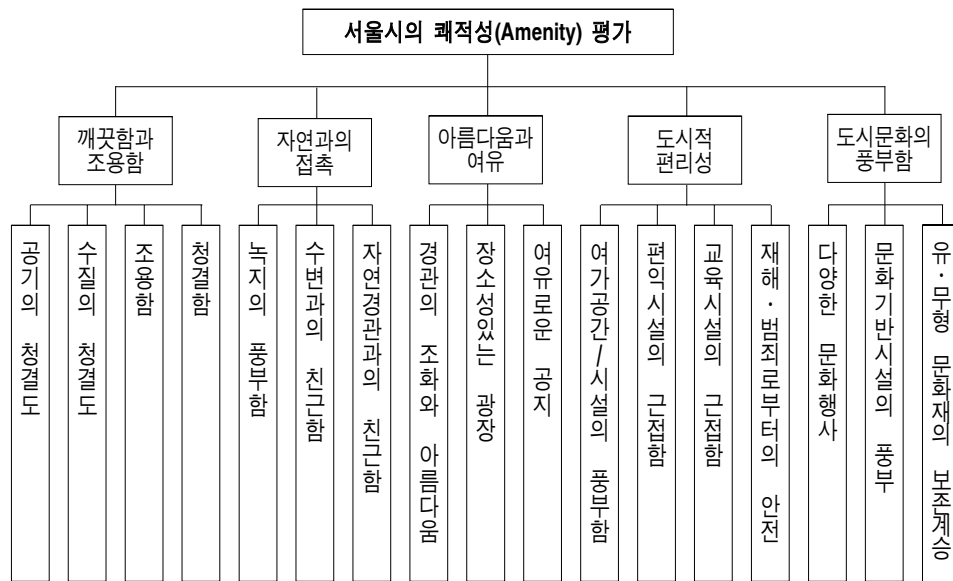 서울시의 쾌적성(Amenity) 평가
깨끗함과
조용함
자연과의
접촉
아름다움과
여유
도시적
편리성
도시문화의
풍부함
공기의 청결도
수질의 청결도
조용함
청결함
녹지의 풍부함
수변과의 친근함
자연경관과의 친근함
경관의 조화와 아름다움
장소성있는 광장
여유로운 공지
여가공간/시설의 풍부함
편익시설의 근접함
교육시설의 근접함
재해·범죄로부터의 안전
다양한 문화행사
문화기반시설의 풍부
유·무형 문화재의 보존계승